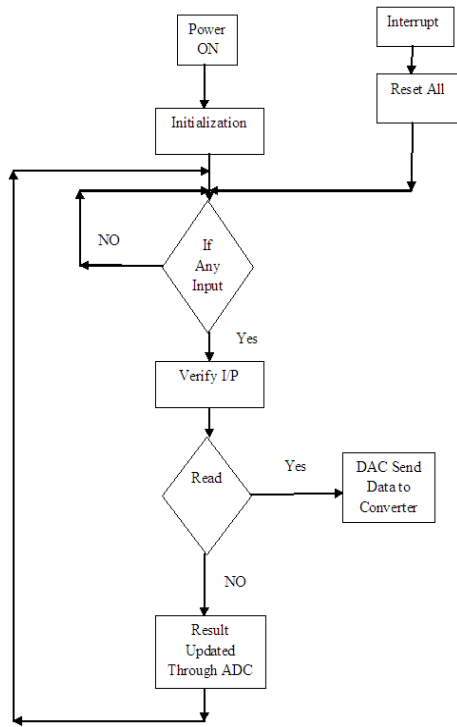 Power
ON
Interrupt
Reset All
Initialization
NO
If
Any
Input
Yes
Verify I/P
Read
Yes
DAC Send
Data to
Converter
NO
Result
Updated
Through ADC